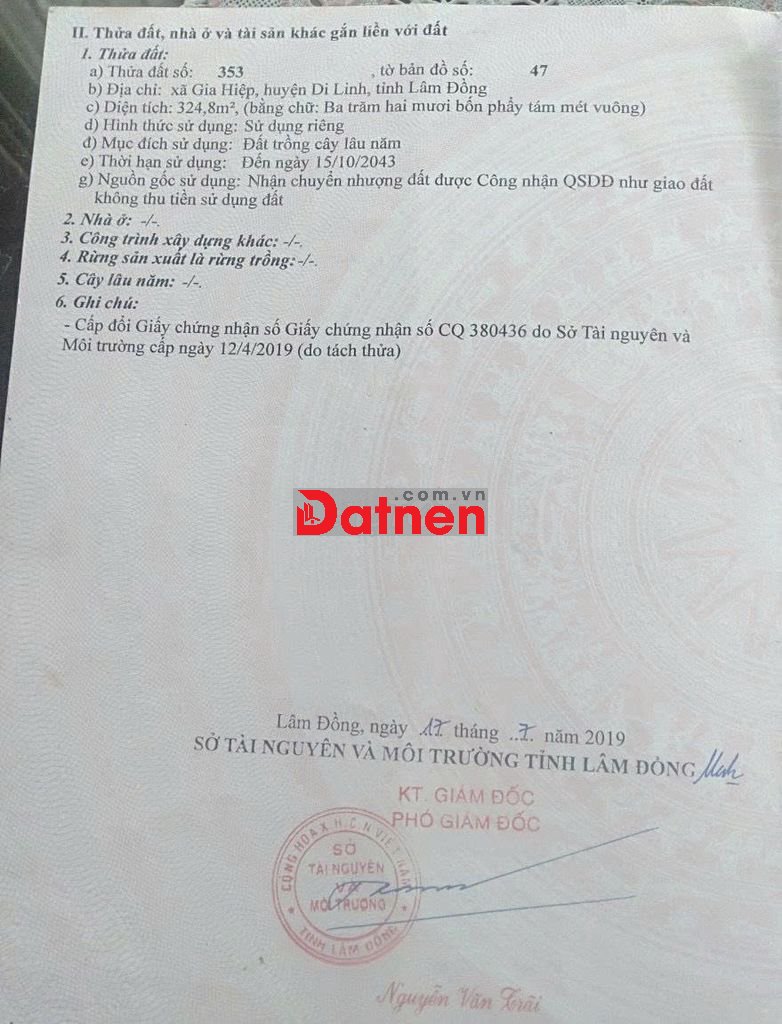 II. Thửa đất, nhà ở và tài sản khác gắn liền với đất
1. Thửa đất:
a) Thửa đất số: 353 , tờ bản đồ số: 47
b) Địa chỉ: xã Gia Hiệp, huyện Di Linh, tỉnh Lâm Đồng
c) Diện tích: 324,8m², (bằng chữ: Ba trăm hai mươi bốn phẩy tám mét vuông)
d) Hình thức sử dụng: Sử dụng riêng
đ) Mục đích sử dụng: Đất trồng cây lâu năm
e) Thời hạn sử dụng: Đến ngày 15/10/2043
g) Nguồn gốc sử dụng: Nhận chuyển nhượng đất được Công nhận QSDĐ như giao đất
không thu tiền sử dụng đất
2. Nhà ở: -/-.
3. Công trình xây dựng khác: -/-.
4. Rừng sản xuất là rừng trồng: -/-.
5. Cây lâu năm: -/-.
6. Ghi chú:
- Cấp đổi Giấy chứng nhận số Giấy chứng nhận số CQ 380436 do Sở Tài nguyên và
Môi trường cấp ngày 12/4/2019 (do tách thửa)
.com.vn
Datnen
Lâm Đồng, ngày .17. tháng ..7. năm 2019
SỞ TÀI NGUYÊN VÀ MÔI TRƯỜNG TỈNH LÂM ĐỒNG
KT. GIÁM ĐỐC
PHÓ GIÁM ĐỐC
CỘNG HÒA X.H.C.N VIỆT NAM
SỞ
TÀI NGUYÊN
MÔI TRƯỜNG
TỈNH LÂM ĐỒNG
Nguyễn Văn Trãi